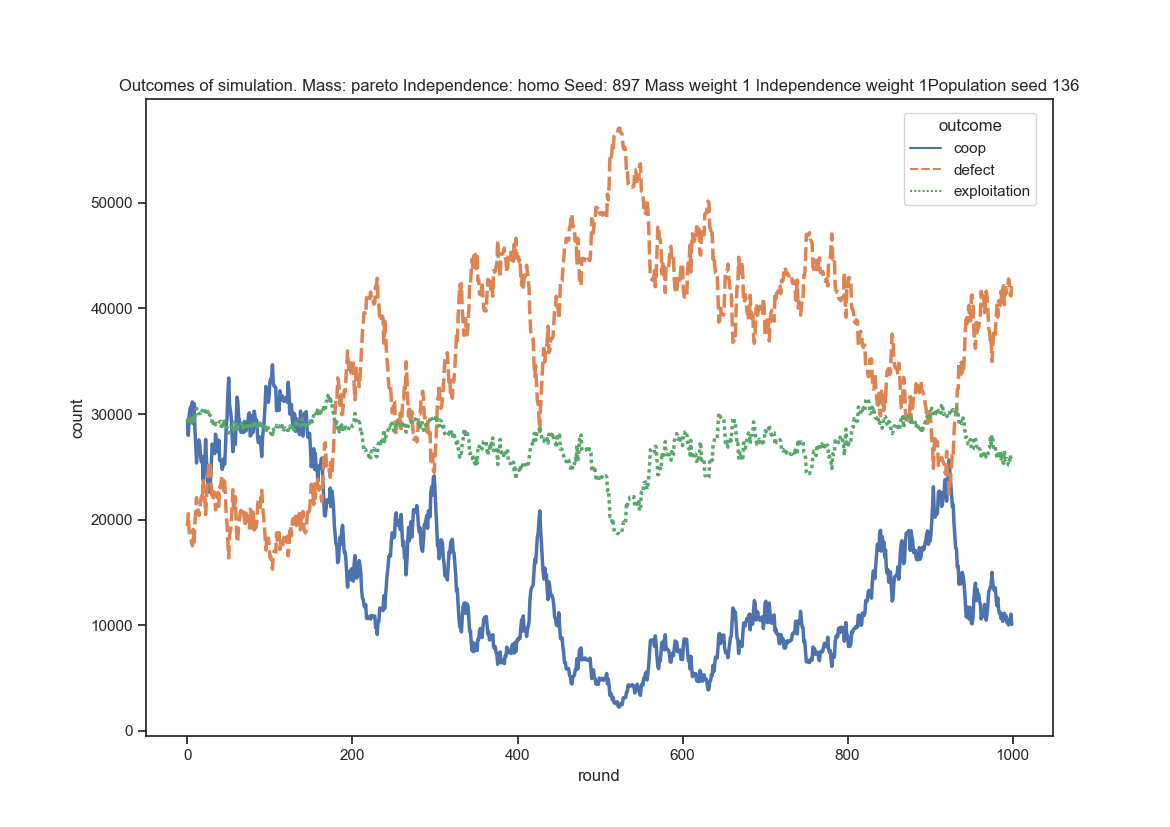 Outcomes of simulation. Mass: pareto Independence: homo Seed: 897 Mass weight 1 Independence weight 1Population seed 136
outcome
coop
defect
exploitation
50000
40000
30000
20000
10000
0
count
0 200 400 600 800 1000
round